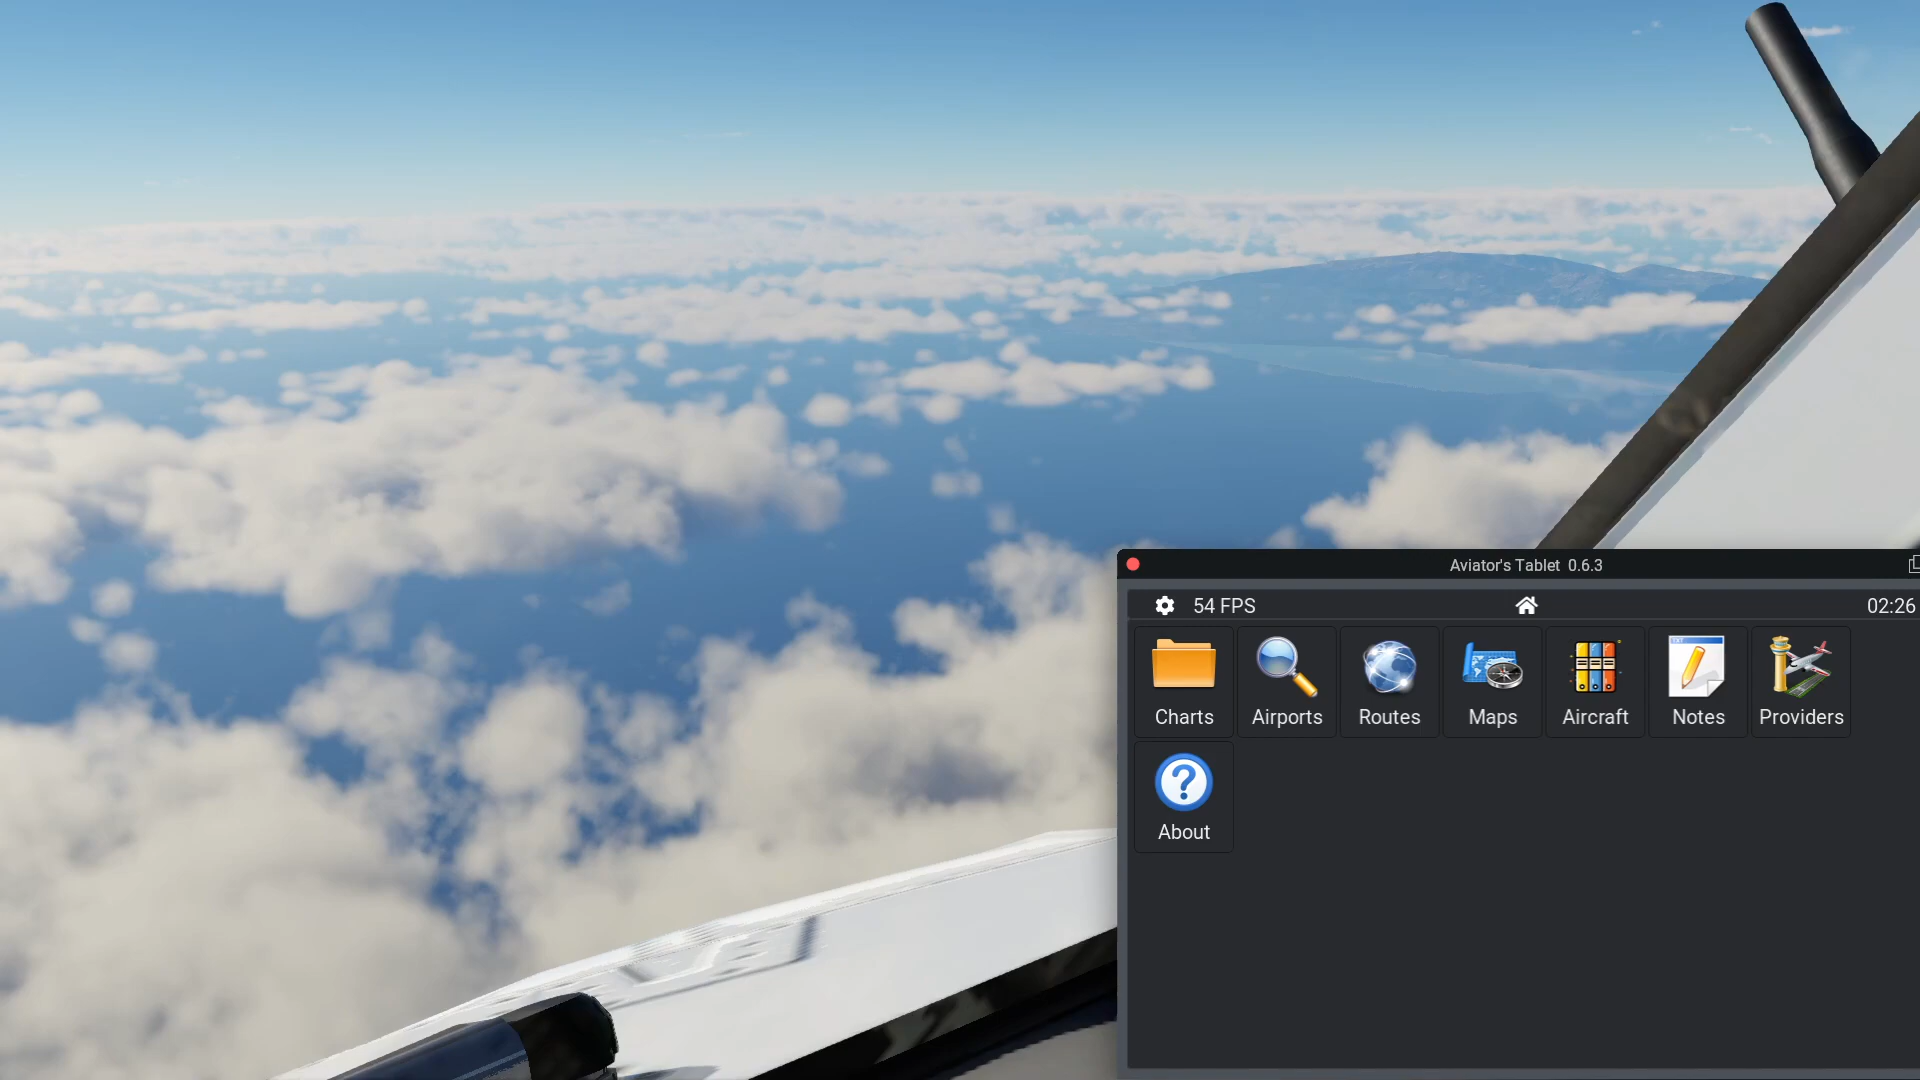 Aviator's Tablet 0.6.3
54 FPS
02:26
Charts
Airports
Routes
Maps
Aircraft
Notes
Providers
About